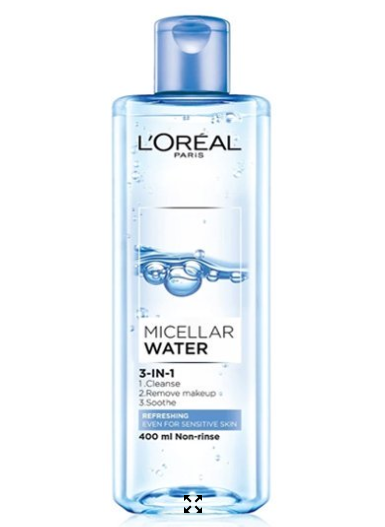 L'ORÉAL
PARIS
MICELLAR
WATER
3-IN-1
1.Cleanse
2.Remove makeup
3.Soothe
REFRESHING
EVEN FOR SENSITIVE SKIN
400 ml Non-rinse